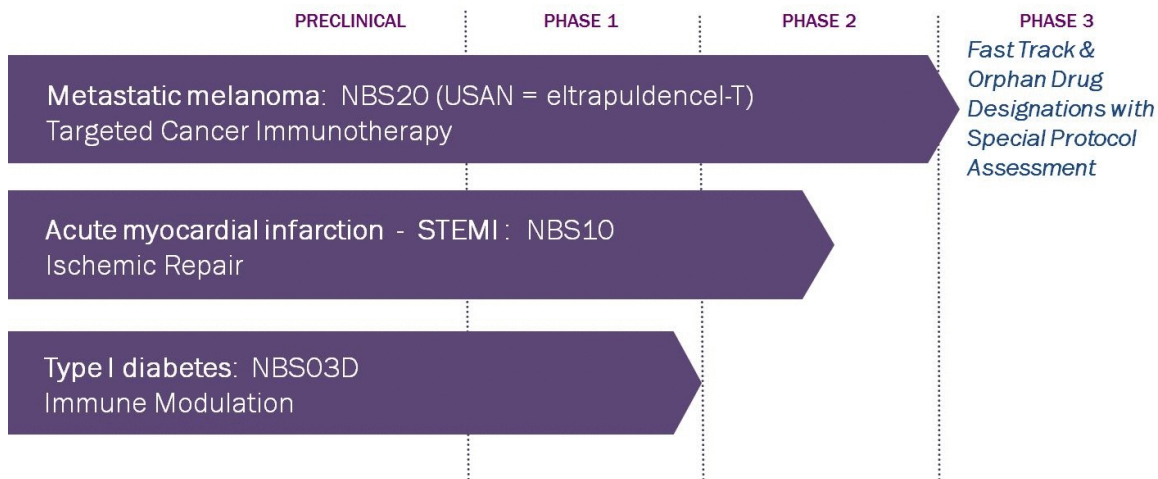 PRECLINICAL PHASE 1 PHASE 2 PHASE 3
Fast Track &
Orphan Drug
Designations with
Special Protocol
Assessment
Metastatic melanoma: NBS20 (USAN = eltrapuldencel-T)
Targeted Cancer Immunotherapy
Acute myocardial infarction - STEMI: NBS10
Ischemic Repair
Type I diabetes: NBS03D
Immune Modulation